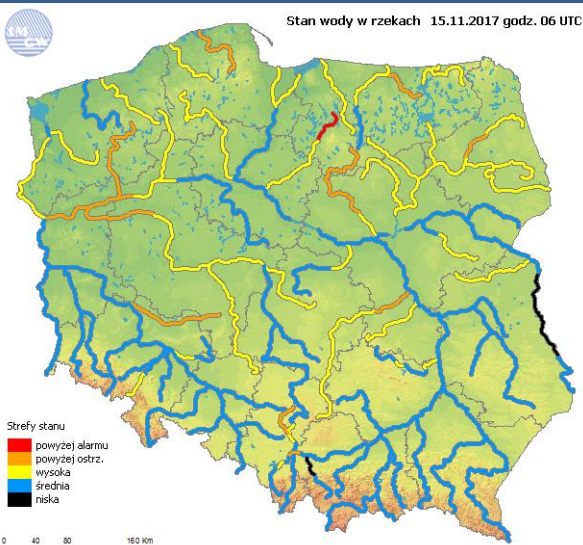 Stan wody w rzekach 15.11.2017 godz. 06 UTC
IMGW
Strefy stanu
powyżej alarmu
powyżej ostrz.
wysoka
średnia
niska
0 40 80 160 Km